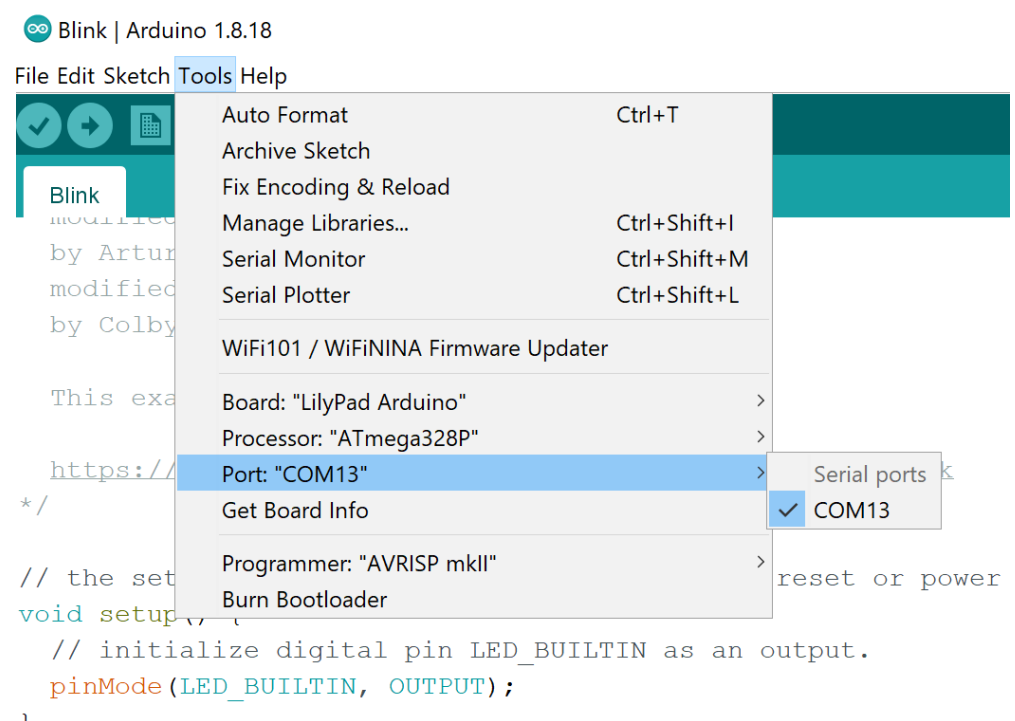 Blink | Arduino 1.8.18
File Edit Sketch Tools Help
Auto Format Ctrl+T
Archive Sketch
Fix Encoding & Reload
Manage Libraries... Ctrl+Shift+I
Serial Monitor Ctrl+Shift+M
Serial Plotter Ctrl+Shift+L
WiFi101 / WiFiNINA Firmware Updater
Board: "LilyPad Arduino"
Processor: "ATmega328P"
Port: "COM13"
Get Board Info
Programmer: "AVRISP mkII"
Burn Bootloader
Serial ports
COM13
Blink
modified
by Artur
modified
by Colby
This exa
https://
k
*/
// the set reset or power
void setup() {
// initialize digital pin LED_BUILTIN as an output.
pinMode(LED_BUILTIN, OUTPUT);
}